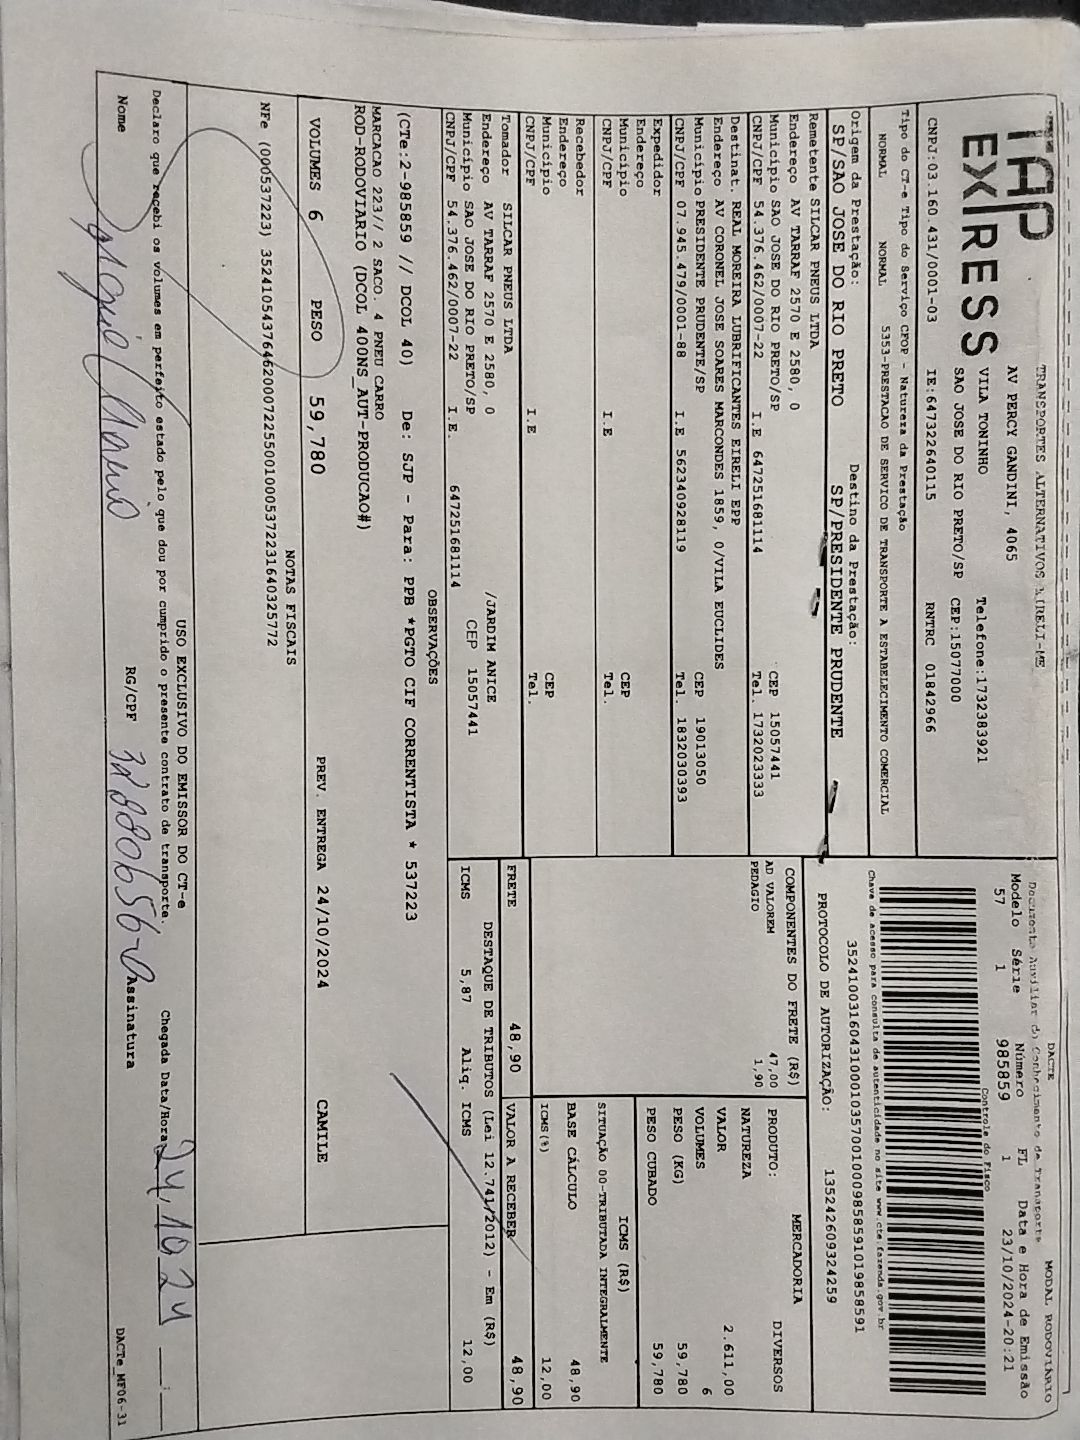 TAP
EXPRESS
TRANSPORTES ALTERNATIVOS EIRELI-ME
AV PERCY GANDINI, 4065
VILA TONINHO Telefone:1732383921
SAO JOSE DO RIO PRETO/SP CEP:15077000
CNPJ:03.160.431/0001-03 IE:647322640115 RNTRC 01842966
DACTE MODAL RODOVIÁRIO
Documento Auxiliar do Conhecimento de Transporte
Modelo Série Número FL Data e Hora de Emissão
57 1 985859 1 23/10/2024-20:21
Controle do Fisco
Chave de acesso para consulta de autenticidade no site www.cte.fazenda.gov.br
35241003160431000103570010009858591019858591
PROTOCOLO DE AUTORIZAÇÃO: 135242609324259
Tipo do CT-e Tipo do Serviço CFOP - Natureza da Prestação
NORMAL NORMAL 5353-PRESTACAO DE SERVICO DE TRANSPORTE A ESTABELECIMENTO COMERCIAL
Origem da Prestação: Destino da Prestação:
SP/SAO JOSE DO RIO PRETO SP/PRESIDENTE PRUDENTE
Remetente SILCAR PNEUS LTDA
Endereço AV TARRAF 2570 E 2580, 0
Município SAO JOSE DO RIO PRETO/SP CEP 15057441
CNPJ/CPF 54.376.462/0007-22 I.E 647251681114 Tel. 1732023333
Destinat. REAL MOREIRA LUBRIFICANTES EIRELI EPP
Endereço AV CORONEL JOSE SOARES MARCONDES 1859, 0/VILA EUCLIDES
Município PRESIDENTE PRUDENTE/SP CEP 19013050
CNPJ/CPF 07.945.479/0001-88 I.E 562340928119 Tel. 1832030393
Expedidor
Endereço
Município CEP
CNPJ/CPF I.E Tel.
Recebedor
Endereço
Município CEP
CNPJ/CPF I.E Tel.
Tomador SILCAR PNEUS LTDA
Endereço AV TARRAF 2570 E 2580, 0 /JARDIM ANICE
Município SAO JOSE DO RIO PRETO/SP CEP 15057441
CNPJ/CPF 54.376.462/0007-22 I.E. 647251681114
COMPONENTES DO FRETE (R$)
AD VALOREM 47,00
PEDAGIO 1,90
MERCADORIA
PRODUTO: DIVERSOS
NATUREZA
VALOR 2.611,00
VOLUMES 6
PESO (KG) 59,780
PESO CUBADO 59,780
ICMS (R$)
SITUAÇÃO 00-TRIBUTADA INTEGRALMENTE
BASE CÁLCULO 48,90
ICMS(%) 12,00
FRETE 48,90 VALOR A RECEBER 48,90
DESTAQUE DE TRIBUTOS (Lei 12.741/2012) - Em (R$)
ICMS 5,87 Aliq. ICMS 12,00
OBSERVAÇÕES
(CTe:2-985859 // DCOL 40) De: SJP - Para: PPB *PGTO CIF CORRENTISTA * 537223
MARCACAO 223// 2 SACO. 4 PNEU CARRO
ROD-RODOVIARIO (DCOL 400NS_AUT-PRODUCAO#)
VOLUMES 6 PESO 59,780 PREV. ENTREGA 24/10/2024 CAMILE
NOTAS FISCAIS
NFe (000537223) 35241054376462000722550010005372231640325772
USO EXCLUSIVO DO EMISSOR DO CT-e
Declaro que recebi os volumes em perfeito estado pelo que dou por cumprido o presente contrato de transporte. Chegada Data/Hora 24/10/24 __:__
Nome RG/CPF Assinatura
DACTe_MF06-31